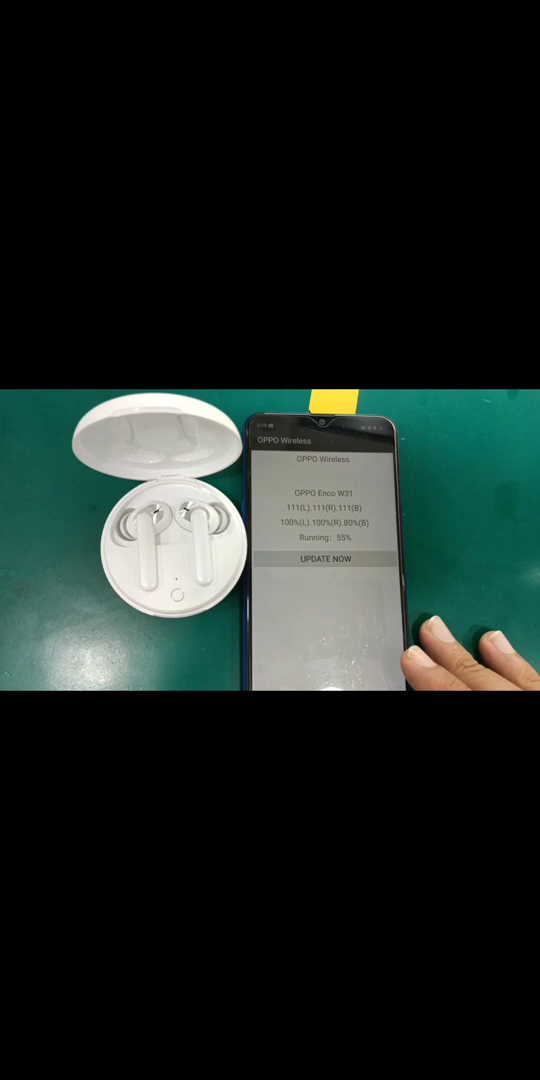 OPPO Wireless
OPPO Wireless
OPPO Enco W31
111(L).111(R).111(B)
100%(L).100%(R).80%(B)
Running: 55%
UPDATE NOW